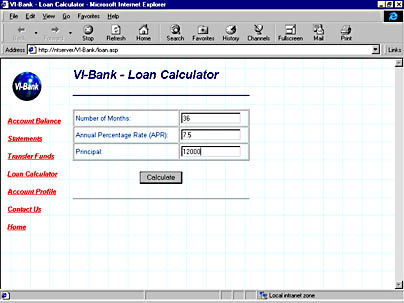 VI-Bank - Loan Calculator - Microsoft Internet Explorer
File Edit View Go Favorites Help
Back Forward Stop Refresh Home Search Favorites History Channels Fullscreen Mail Print
Address http://ntserver/VI-Bank/loan.asp Links
VI-Bank
VI-Bank - Loan Calculator
Account Balance
Statements
Transfer Funds
Loan Calculator
Account Profile
Contact Us
Home
Number of Months: 36
Annual Percentage Rate (APR): 7.5
Principal: 12000
Calculate
Local intranet zone